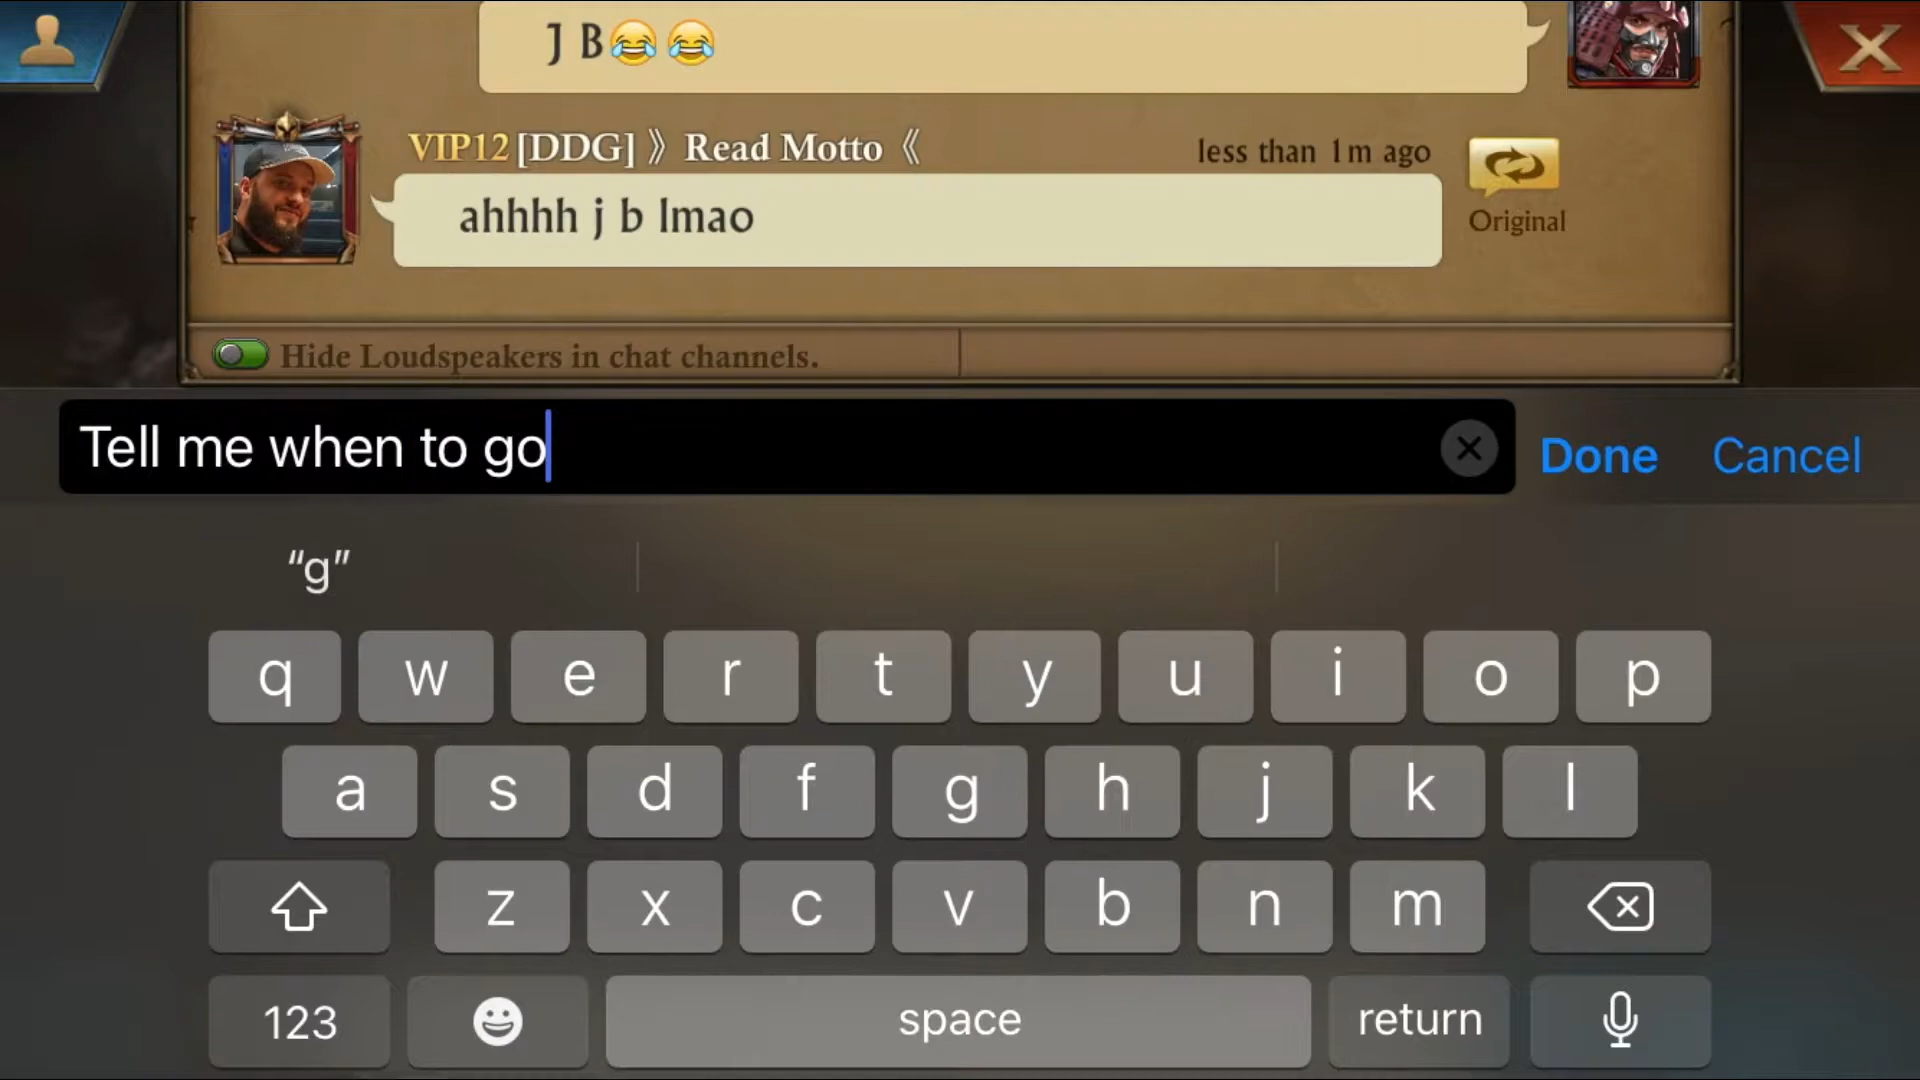 J B😂 😂
VIP12[DDG] 》 Read Motto 《 less than 1m ago
ahhhh j b lmao
Original
Hide Loudspeakers in chat channels.
Tell me when to go
Done Cancel
“g”
q w e r t y u i o p
a s d f g h j k l
z x c v b n m
123 space return